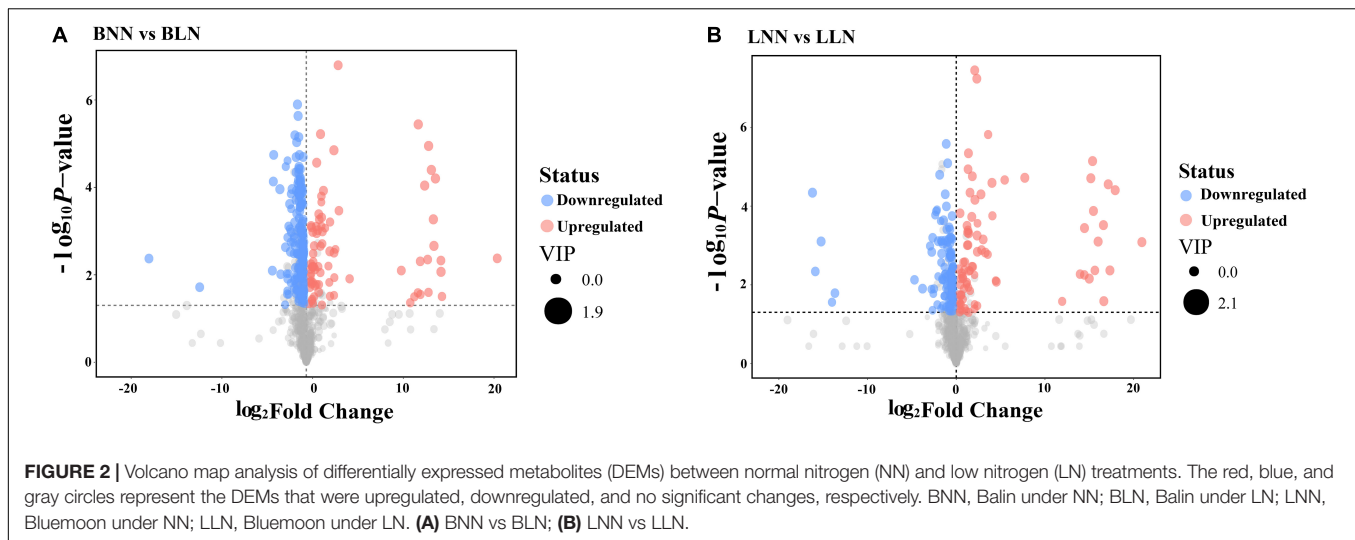 A
BNN vs BLN
6
4
2
0
-20
-10
0
10
20
-log10P-value
log2Fold Change
Status
Downregulated
Upregulated
VIP
0.0
1.9
B
LNN vs LLN
6
4
2
0
-20
-10
0
10
20
-log10P-value
log2Fold Change
Status
Downregulated
Upregulated
VIP
0.0
2.1
FIGURE 2 | Volcano map analysis of differentially expressed metabolites (DEMs) between normal nitrogen (NN) and low nitrogen (LN) treatments. The red, blue, and
gray circles represent the DEMs that were upregulated, downregulated, and no significant changes, respectively. BNN, Balin under NN; BLN, Balin under LN; LNN,
Bluemoon under NN; LLN, Bluemoon under LN. (A) BNN vs BLN; (B) LNN vs LLN.